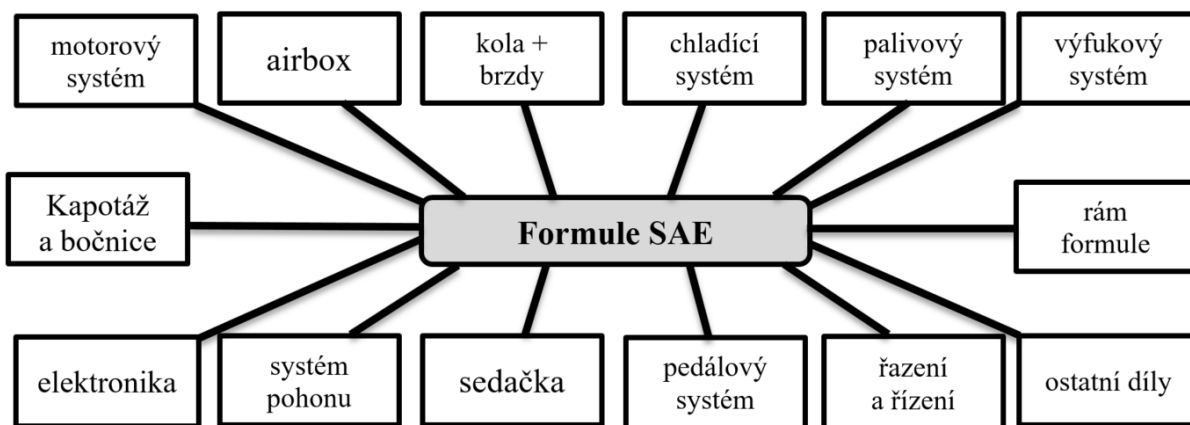 motorový
systém
airbox
kola +
brzdy
chladící
systém
palivový
systém
výfukový
systém
Kapotáž
a bočnice
Formule SAE
rám
formule
elektronika
systém
pohonu
sedačka
pedálový
systém
řazení
a řízení
ostatní díly